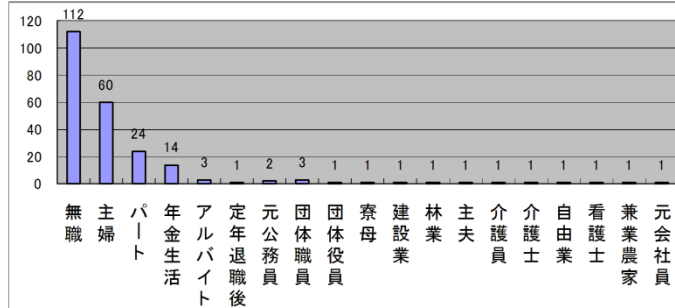 120
100
80
60
40
20
0
112
60
24
14
3
1
2
3
1
1
1
1
1
1
1
1
1
1
1
無職
主婦
パート
年金生活
アルバイト
定年退職後
元公務員
団体職員
団体役員
寮母
建設業
林業
主夫
介護員
介護士
自由業
看護士
兼業農家
元会社員